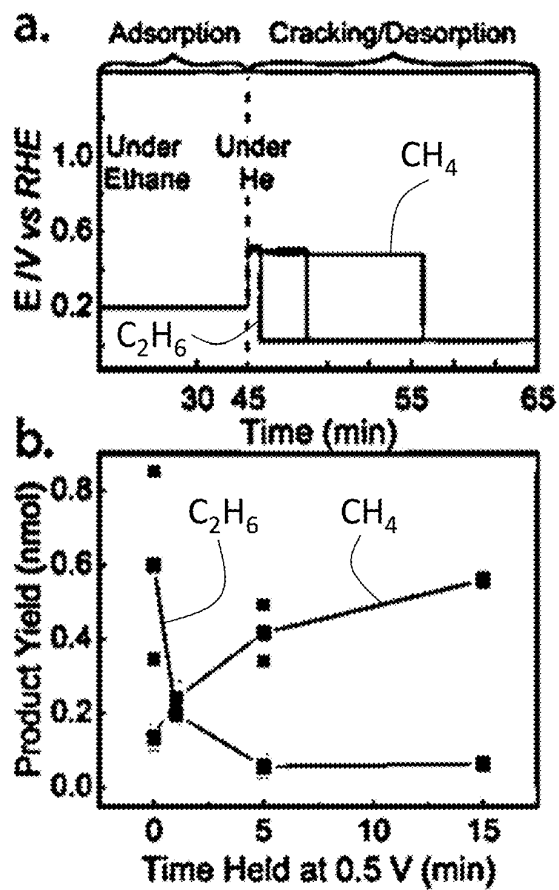 a.
Adsorption Cracking/Desorption
E /V vs RHE
1.0
0.6
0.2
Under
Ethane
Under
He
CH4
C2H6
30 45 55 65
Time (min)
b.
Product Yield (nmol)
0.8
0.6
0.4
0.2
0.0
C2H6
CH4
0 5 10 15
Time Held at 0.5 V (min)